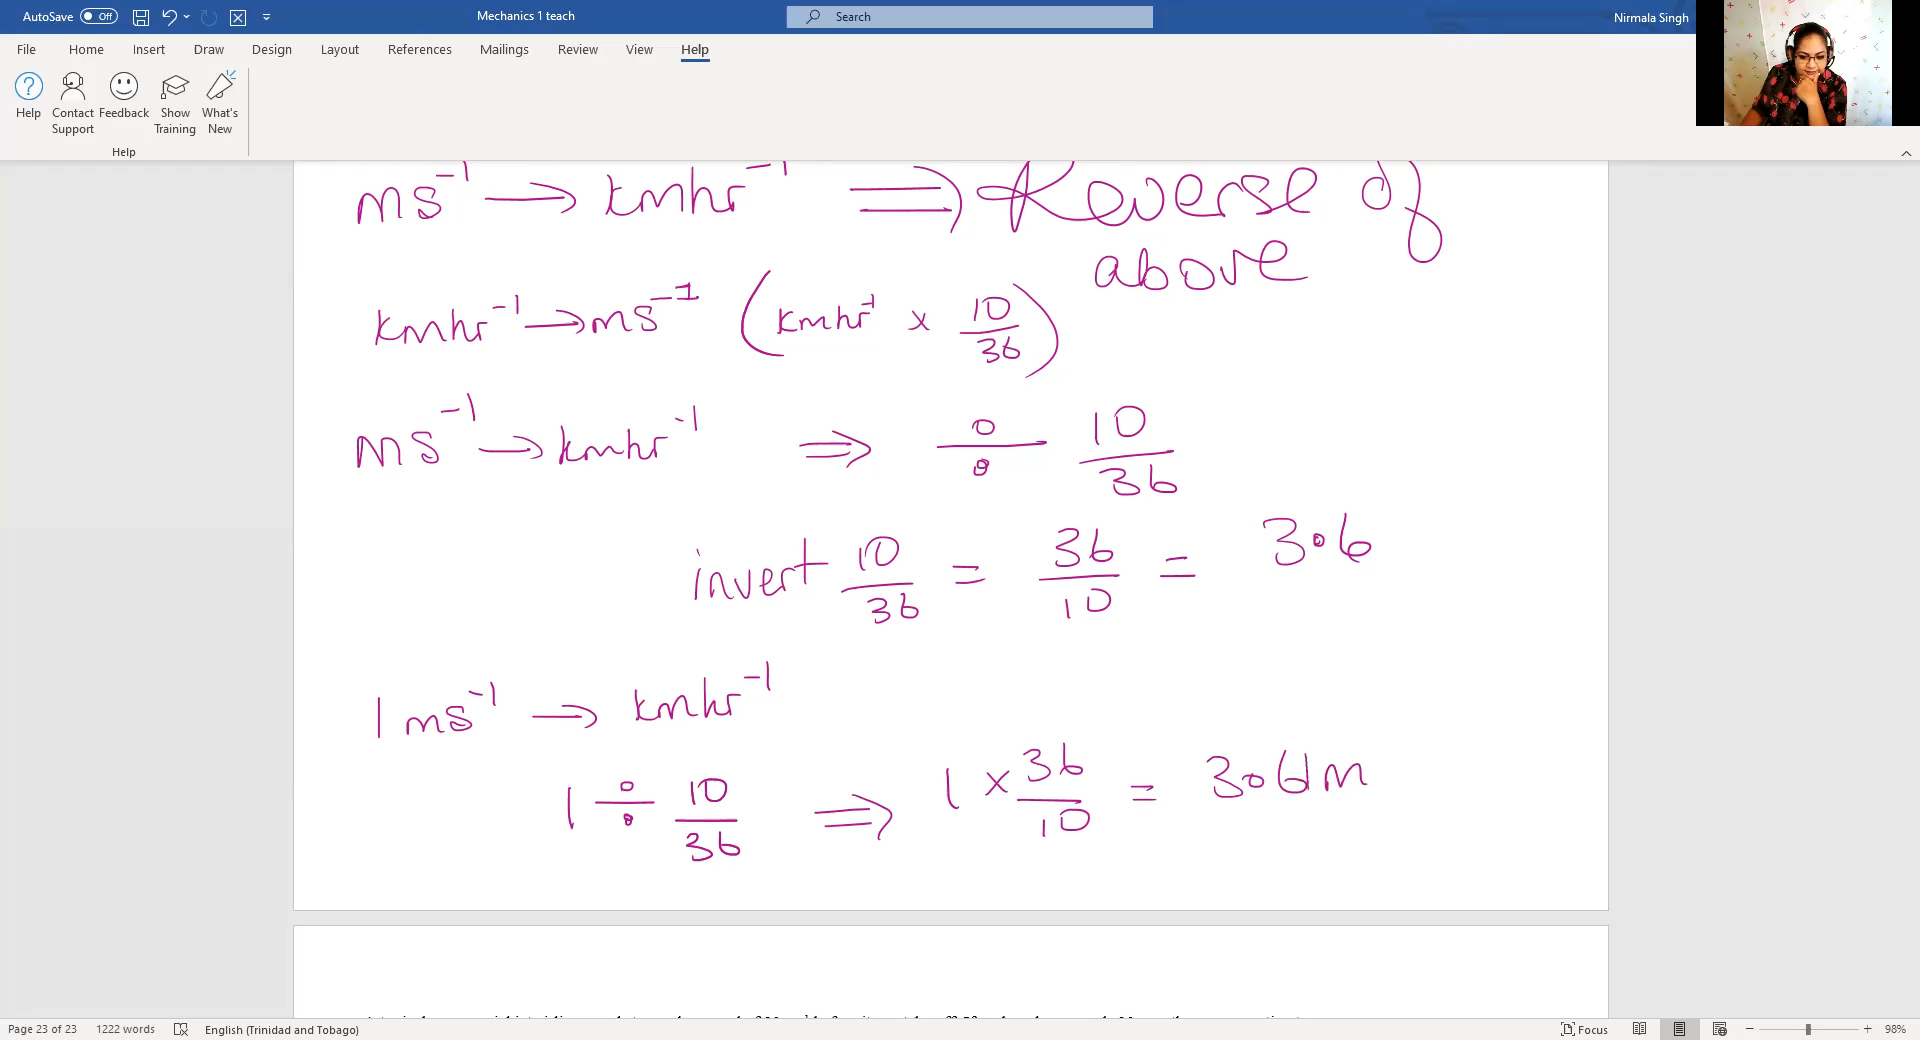 AutoSave Off Mechanics 1 teach Search Nirmala Singh
File Home Insert Draw Design Layout References Mailings Review View Help
Help Contact Support Feedback Show Training What's New
Help
ms⁻¹ → kmhr⁻¹ ⇒ Reverse of
above
kmhr⁻¹ → ms⁻¹ (kmhr⁻¹ × 10/36)
ms⁻¹ → kmhr⁻¹ ⇒ ÷ 10/36
invert 10/36 = 36/10 = 3.6
1 ms⁻¹ → kmhr⁻¹
1 ÷ 10/36 ⇒ 1 × 36/10 = 3.6
Page 23 of 23 1222 words English (Trinidad and Tobago) Focus 98%